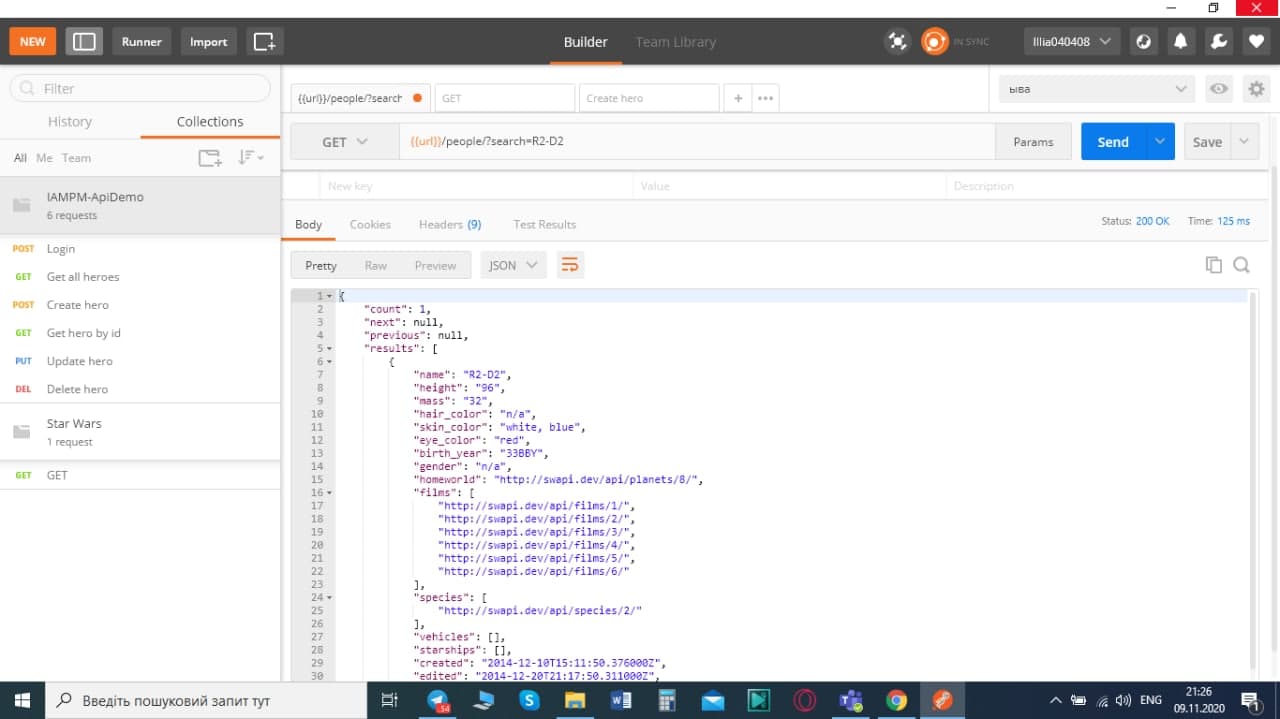 NEW
Runner
Import
Builder
Team Library
IN SYNC
Illia040408
Filter
History
Collections
All Me Team
IAMPM-ApiDemo
6 requests
POST Login
GET Get all heroes
POST Create hero
GET Get hero by id
PUT Update hero
DEL Delete hero
Star Wars
1 request
GET GET
{{url}}/people/?search
GET
Create hero
ыва
GET
{{url}}/people/?search=R2-D2
Params
Send
Save
New key
Value
Description
Body
Cookies
Headers (9)
Test Results
Status: 200 OK
Time: 125 ms
Pretty
Raw
Preview
JSON
1 {
2 "count": 1,
3 "next": null,
4 "previous": null,
5 "results": [
6 {
7 "name": "R2-D2",
8 "height": "96",
9 "mass": "32",
10 "hair_color": "n/a",
11 "skin_color": "white, blue",
12 "eye_color": "red",
13 "birth_year": "33BBY",
14 "gender": "n/a",
15 "homeworld": "http://swapi.dev/api/planets/8/",
16 "films": [
17 "http://swapi.dev/api/films/1/",
18 "http://swapi.dev/api/films/2/",
19 "http://swapi.dev/api/films/3/",
20 "http://swapi.dev/api/films/4/",
21 "http://swapi.dev/api/films/5/",
22 "http://swapi.dev/api/films/6/"
23 ],
24 "species": [
25 "http://swapi.dev/api/species/2/"
26 ],
27 "vehicles": [],
28 "starships": [],
29 "created": "2014-12-10T15:11:50.376000Z",
30 "edited": "2014-12-20T21:17:50.311000Z",
Введіть пошуковий запит тут
34
ENG
21:26
09.11.2020
1